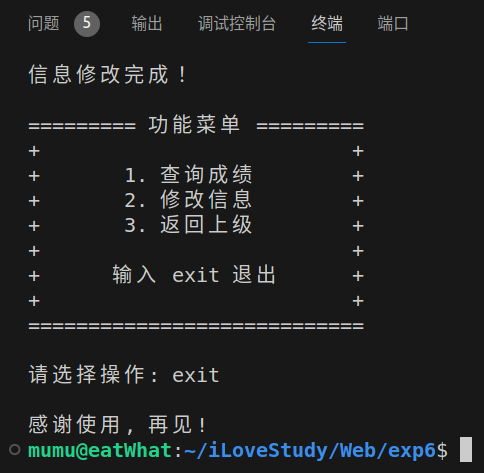 问题 5 输出 调试控制台 终端 端口
信息修改完成！
========= 功能菜单 =========
+                          +
+       1. 查询成绩        +
+       2. 修改信息        +
+       3. 返回上级        +
+                          +
+      输入 exit 退出      +
+                          +
============================
请选择操作: exit
感谢使用, 再见!
mumu@eatWhat:~/iLoveStudy/Web/exp6$